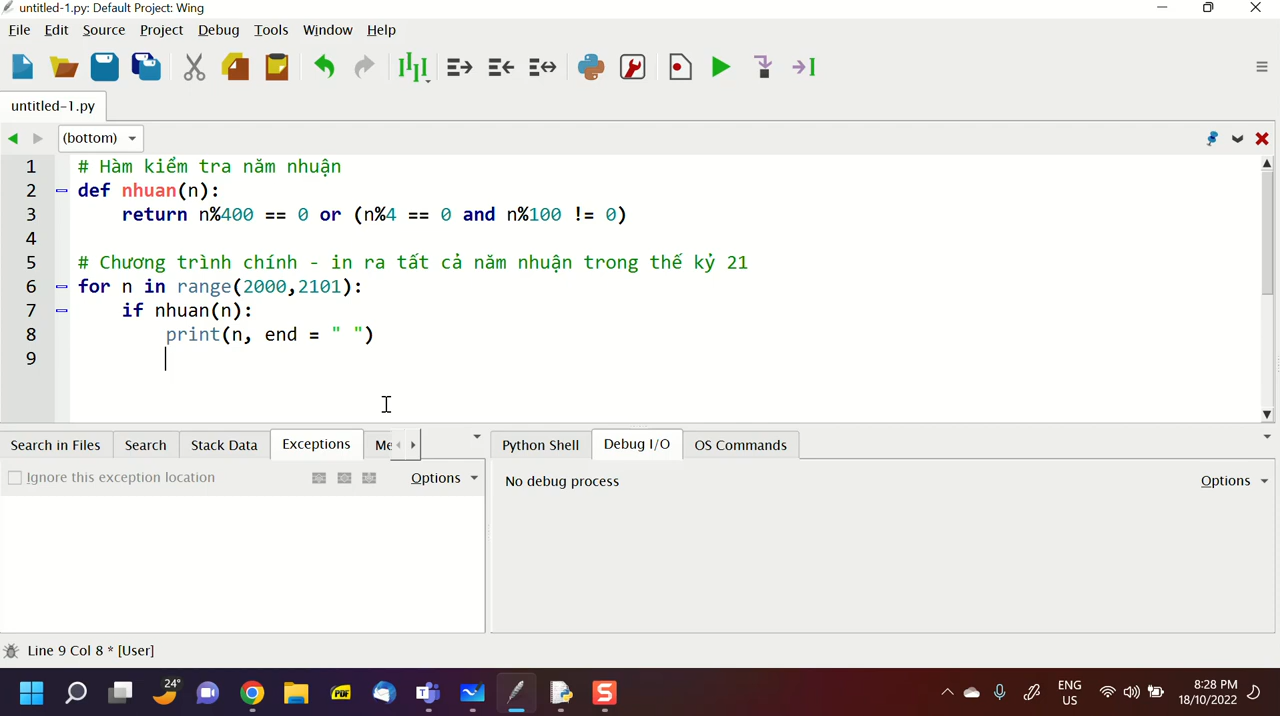 untitled-1.py: Default Project: Wing
File Edit Source Project Debug Tools Window Help
untitled-1.py
(bottom)
1 # Hàm kiểm tra năm nhuận
2 def nhuan(n):
3 return n%400 == 0 or (n%4 == 0 and n%100 != 0)
4
5 # Chương trình chính - in ra tất cả năm nhuận trong thế kỷ 21
6 for n in range(2000,2101):
7 if nhuan(n):
8 print(n, end = " ")
9
Search in Files Search Stack Data Exceptions Me Python Shell Debug I/O OS Commands
Ignore this exception location Options No debug process Options
Line 9 Col 8 * [User]
24° PDF S ENG US 8:28 PM 18/10/2022